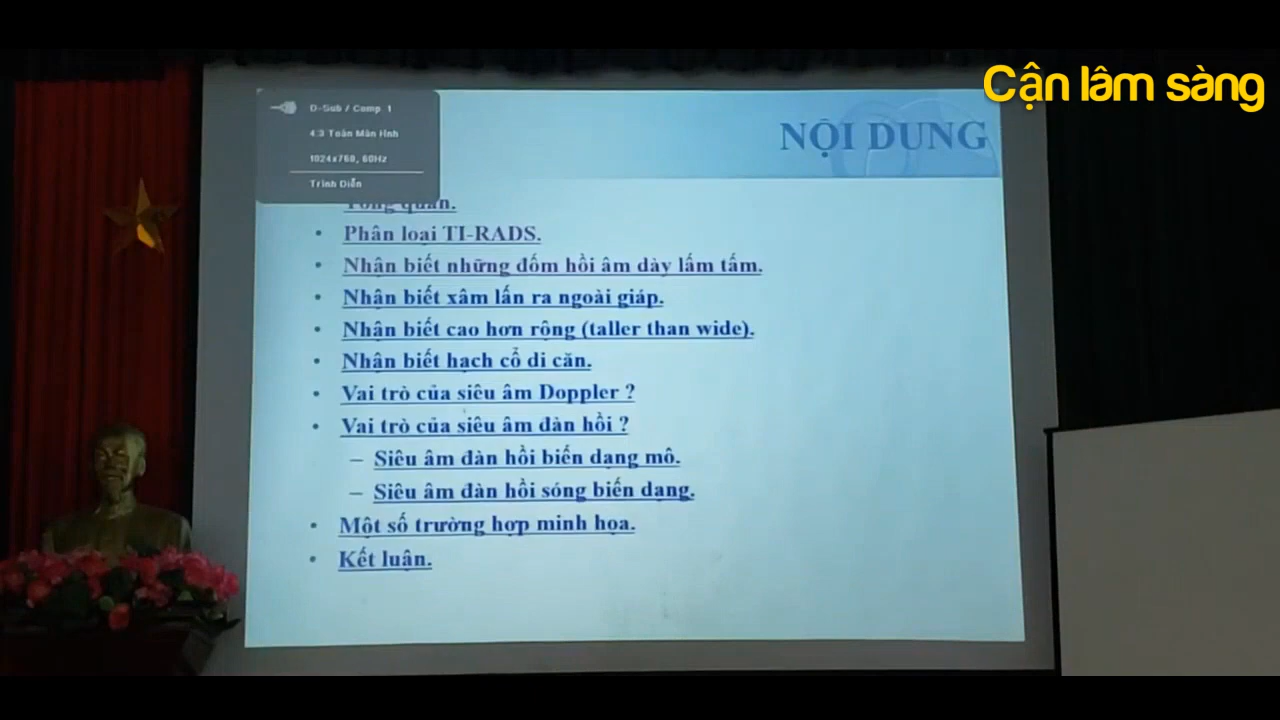 Cận lâm sàng
D-Sub / Comp 1
4:3 Toàn Màn Hnh
1024x768, 60Hz
Trình Diễn
NỘI DUNG
Tổng quan.
• Phân loại TI-RADS.
• Nhận biết những đốm hồi âm dày lấm tấm.
• Nhận biết xâm lấn ra ngoài giáp.
• Nhận biết cao hơn rộng (taller than wide).
• Nhận biết hạch cổ di căn.
• Vai trò của siêu âm Doppler ?
• Vai trò của siêu âm đàn hồi ?
– Siêu âm đàn hồi biến dạng mô.
– Siêu âm đàn hồi sóng biến dạng.
• Một số trường hợp minh họa.
• Kết luận.